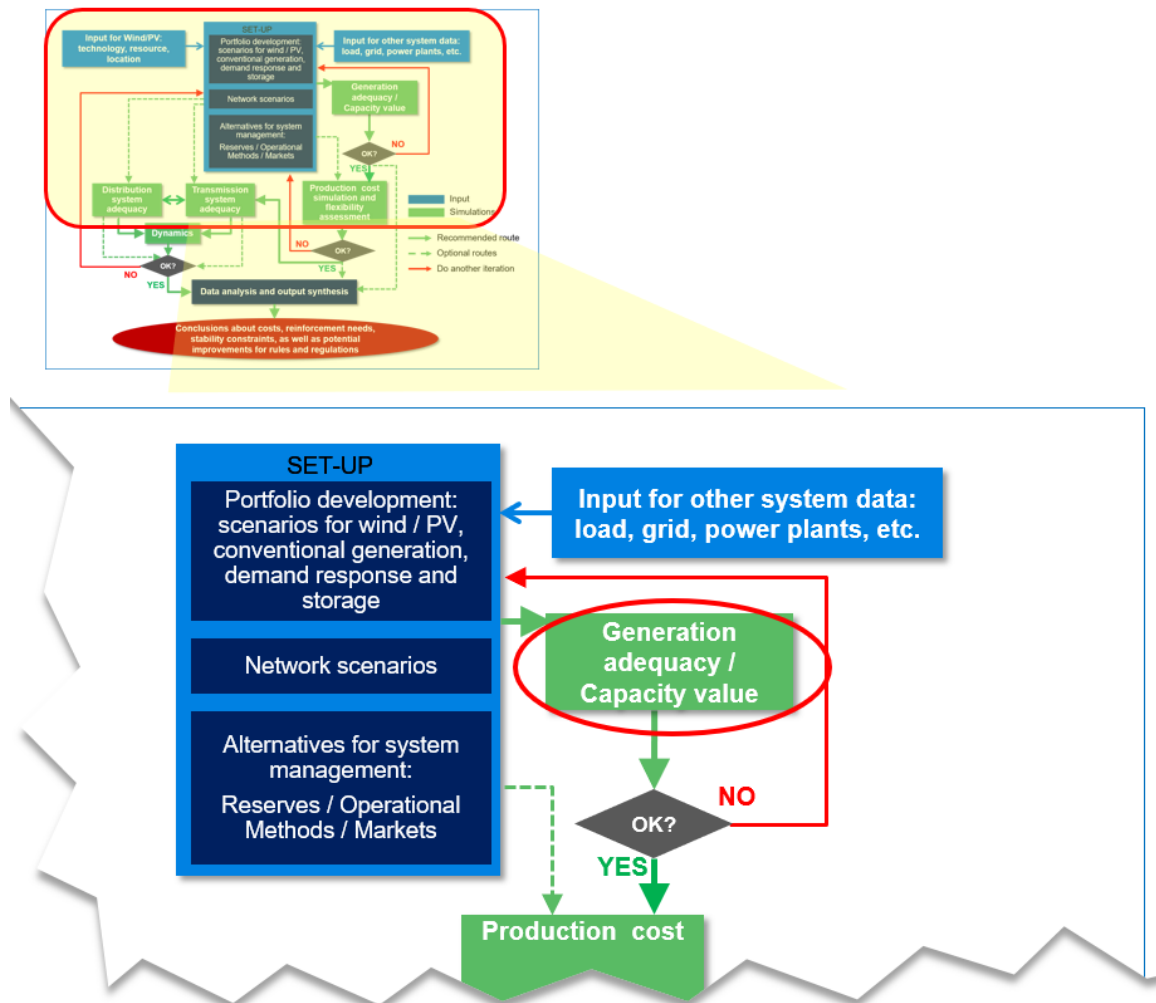 SET-UP
Input for Wind/PV:
technology, resource,
location
Portfolio development:
scenarios for wind / PV,
conventional generation,
demand response and
storage
Input for other system data:
load, grid, power plants, etc.
Network scenarios
Generation
adequacy /
Capacity value
Alternatives for system
management:
Reserves / Operational
Methods / Markets
OK?
NO
YES
Distribution
system
adequacy
Transmission
system
adequacy
Production cost
simulation and
flexibility
assessment
Input
Simulations
Dynamics
Recommended route
Optional routes
Do another iteration
NO
OK?
YES
OK?
NO
YES
Data analysis and output synthesis
Conclusions about costs, reinforcement needs,
stability constraints, as well as potential
improvements for rules and regulations
SET-UP
Portfolio development:
scenarios for wind / PV,
conventional generation,
demand response and
storage
Input for other system data:
load, grid, power plants, etc.
Generation
adequacy /
Capacity value
Network scenarios
Alternatives for system
management:
Reserves / Operational
Methods / Markets
NO
OK?
YES
Production cost